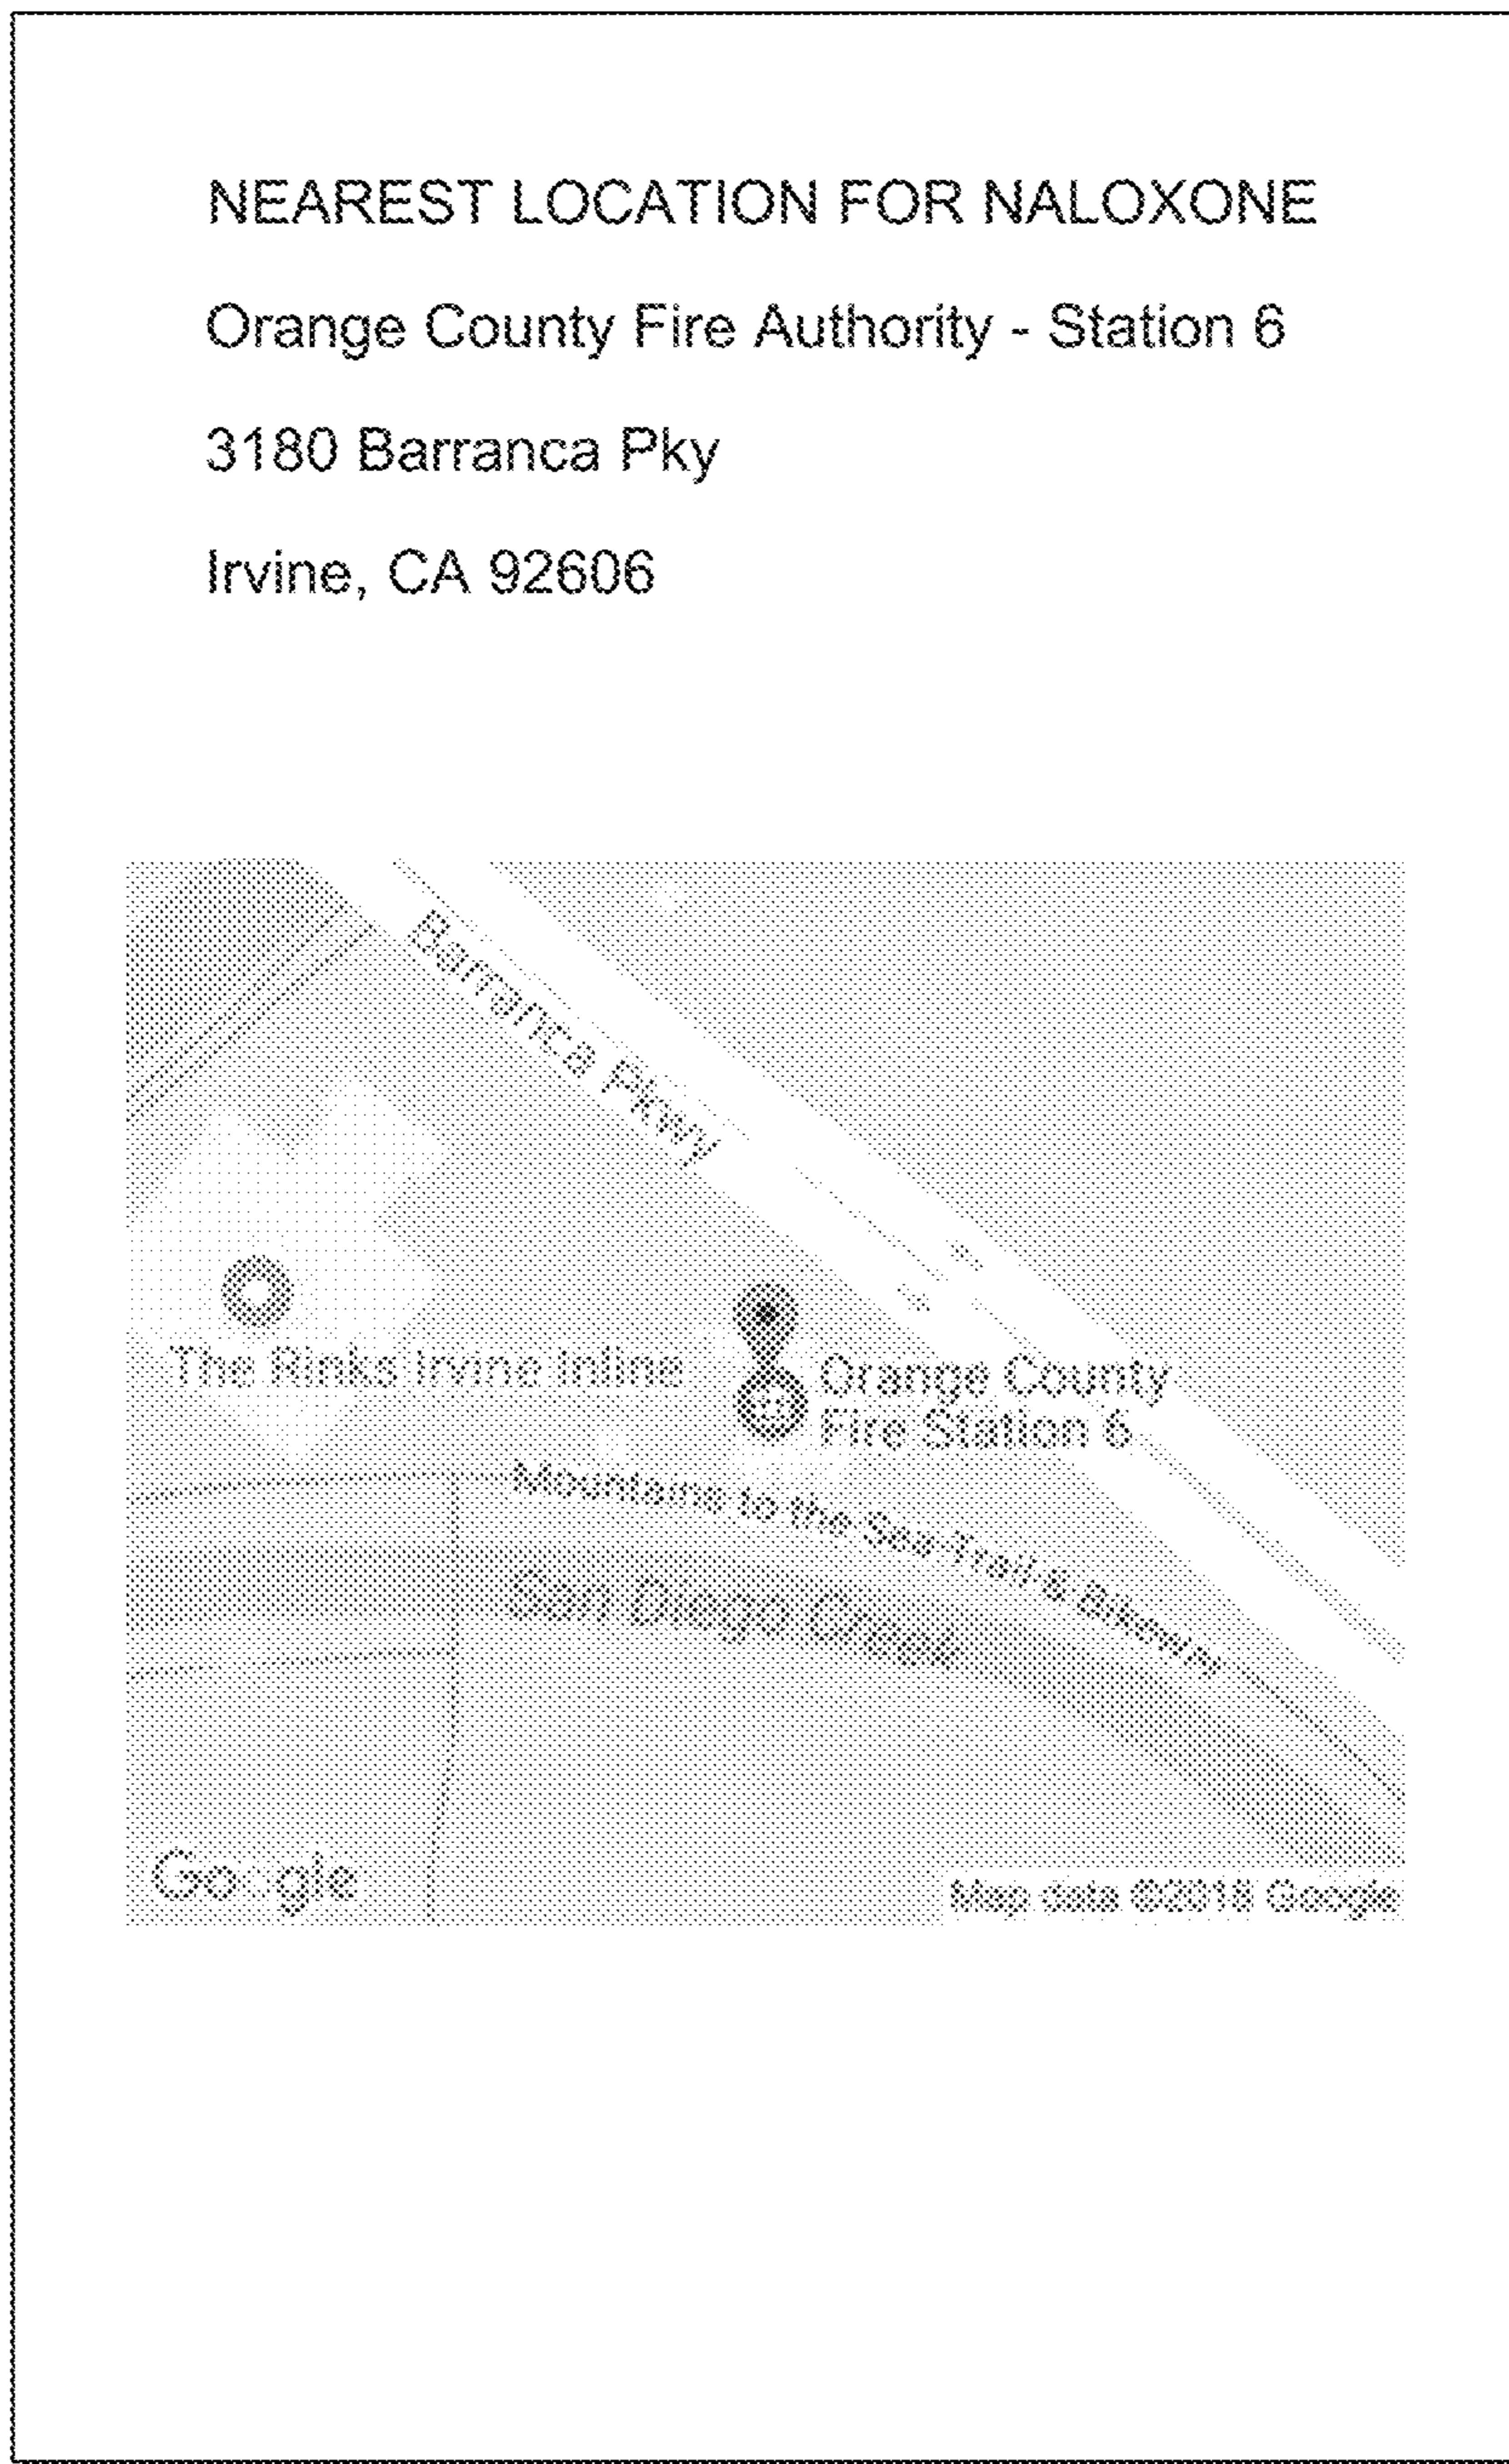 NEAREST LOCATION FOR NALOXONE
Orange County Fire Authority - Station 6
3180 Barranca Pky
Irvine, CA 92606
Barranca Pkwy
The Rinks Irvine Inline
Orange County
Fire Station 6
Mountains to the Sea Trail & Bikeway
San Diego Creek
Google
Map data ©2018 Google